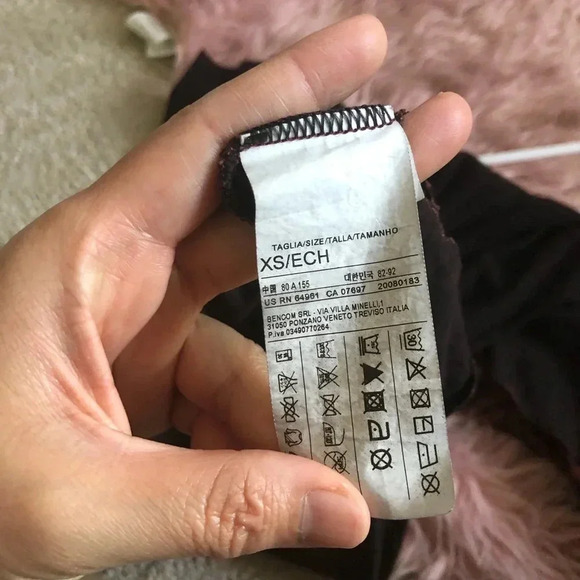 TAGLIA/SIZE/TALLA/TAMANHO
XS/ECH
中國 80 A 155 대한민국 82-92
US RN 64961 CA 07697 20080183
BENCOM SRL - VIA VILLA MINELLI,1
31050 PONZANO VENETO TREVISO ITALIA
P.iva 03490770264